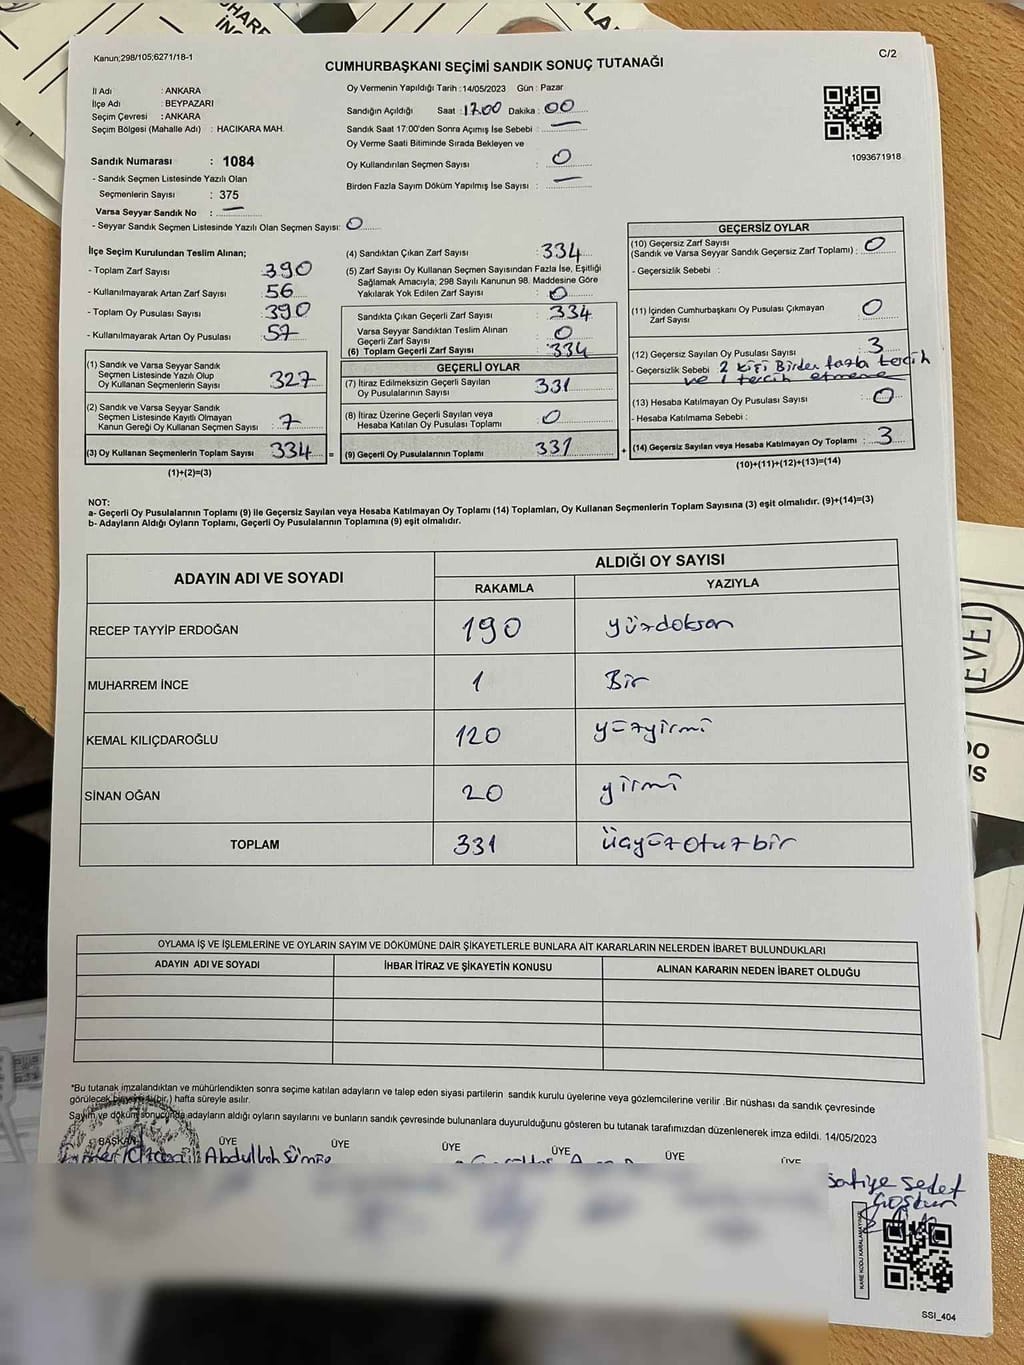 Kanun;298/105;6271/18-1
C/2
CUMHURBAŞKANI SEÇİMİ SANDIK SONUÇ TUTANAĞI
İl Adı : ANKARA
İlçe Adı : BEYPAZARI
Seçim Çevresi : ANKARA
Seçim Bölgesi (Mahalle Adı) : HACIKARA MAH.
Sandık Numarası : 1084
- Sandık Seçmen Listesinde Yazılı Olan
Seçmenlerin Sayısı : 375
Varsa Seyyar Sandık No : —
- Seyyar Sandık Seçmen Listesinde Yazılı Olan Seçmen Sayısı: 0
Oy Vermenin Yapıldığı Tarih : 14/05/2023 Gün : Pazar
Sandığın Açıldığı Saat : 17.00 Dakika : 00
Sandık Saat 17:00'den Sonra Açımış İse Sebebi : —
Oy Verme Saati Bitiminde Sırada Bekleyen ve
Oy Kullandırılan Seçmen Sayısı : 0
Birden Fazla Sayım Döküm Yapılmış İse Sayısı : —
1093671918
İlçe Seçim Kurulundan Teslim Alınan;
- Toplam Zarf Sayısı 390
- Kullanılmayarak Artan Zarf Sayısı 56
- Toplam Oy Pusulası Sayısı 390
- Kullanılmayarak Artan Oy Pusulası 57
(1) Sandık ve Varsa Seyyar Sandık
Seçmen Listesinde Yazılı Olup
Oy Kullanan Seçmenlerin Sayısı 327
(2) Sandık ve Varsa Seyyar Sandık
Seçmen Listesinde Kayıtlı Olmayan
Kanun Gereği Oy Kullanan Seçmen Sayısı : 7
(3) Oy Kullanan Seçmenlerin Toplam Sayısı 334
(1)+(2)=(3)
(4) Sandıktan Çıkan Zarf Sayısı : 334
(5) Zarf Sayısı Oy Kullanan Seçmen Sayısından Fazla İse, Eşitliği
Sağlamak Amacıyla; 298 Sayılı Kanunun 98. Maddesine Göre
Yakılarak Yok Edilen Zarf Sayısı : 0
Sandıkta Çıkan Geçerli Zarf Sayısı : 334
Varsa Seyyar Sandıktan Teslim Alınan
Geçerli Zarf Sayısı : 0
(6) Toplam Geçerli Zarf Sayısı : 334
GEÇERLİ OYLAR
(7) İtiraz Edilmeksizin Geçerli Sayılan
Oy Pusulalarının Sayısı 331
(8) İtiraz Üzerine Geçerli Sayılan veya
Hesaba Katılan Oy Pusulası Toplamı 0
= (9) Geçerli Oy Pusulalarının Toplamı 331
GEÇERSİZ OYLAR
(10) Geçersiz Zarf Sayısı
(Sandık ve Varsa Seyyar Sandık Geçersiz Zarf Toplamı) : 0
- Geçersizlik Sebebi :
(11) İçinden Cumhurbaşkanı Oy Pusulası Çıkmayan
Zarf Sayısı : 0
(12) Geçersiz Sayılan Oy Pusulası Sayısı : 3
- Geçersizlik Sebebi 2 kişi Birden fazla tercih
ve 1 tercih etmeme
(13) Hesaba Katılmayan Oy Pusulası Sayısı : 0
- Hesaba Katılmama Sebebi :
+ (14) Geçersiz Sayılan veya Hesaba Katılmayan Oy Toplamı : 3
(10)+(11)+(12)+(13)=(14)
NOT:
a- Geçerli Oy Pusulalarının Toplamı (9) ile Geçersiz Sayılan veya Hesaba Katılmayan Oy Toplamı (14) Toplamları, Oy Kullanan Seçmenlerin Toplam Sayısına (3) eşit olmalıdır. (9)+(14)=(3)
b- Adayların Aldığı Oyların Toplamı, Geçerli Oy Pusulalarının Toplamına (9) eşit olmalıdır.
ADAYIN ADI VE SOYADI
ALDIĞI OY SAYISI
RAKAMLA YAZIYLA
RECEP TAYYİP ERDOĞAN 190 yüzdoksan
MUHARREM İNCE 1 Bir
KEMAL KILIÇDAROĞLU 120 yüzyirmi
SİNAN OĞAN 20 yirmi
TOPLAM 331 üçyüzotuzbir
OYLAMA İŞ VE İŞLEMLERİNE VE OYLARIN SAYIM VE DÖKÜMÜNE DAİR ŞİKAYETLERLE BUNLARA AİT KARARLARIN NELERDEN İBARET BULUNDUKLARI
ADAYIN ADI VE SOYADI İHBAR İTİRAZ VE ŞİKAYETİN KONUSU ALINAN KARARIN NEDEN İBARET OLDUĞU
*Bu tutanak imzalandıktan ve mühürlendikten sonra seçime katılan adayların ve talep eden siyasi partilerin sandık kurulu üyelerine veya gözlemcilerine verilir .Bir nüshası da sandık çevresinde
görülecek bir yere 1(bir.) hafta süreyle asılır.
Sayım ve döküm sonucunda adayların aldığı oyların sayılarını ve bunların sandık çevresinde bulunanlara duyurulduğunu gösteren bu tutanak tarafımızdan düzenlenerek imza edildi. 14/05/2023
BAŞKAN ÜYE ÜYE ÜYE ÜYE ÜYE ÜYE
Abdullah
KARE KODU KARALAMAYINIZ
SSI_404
EVET